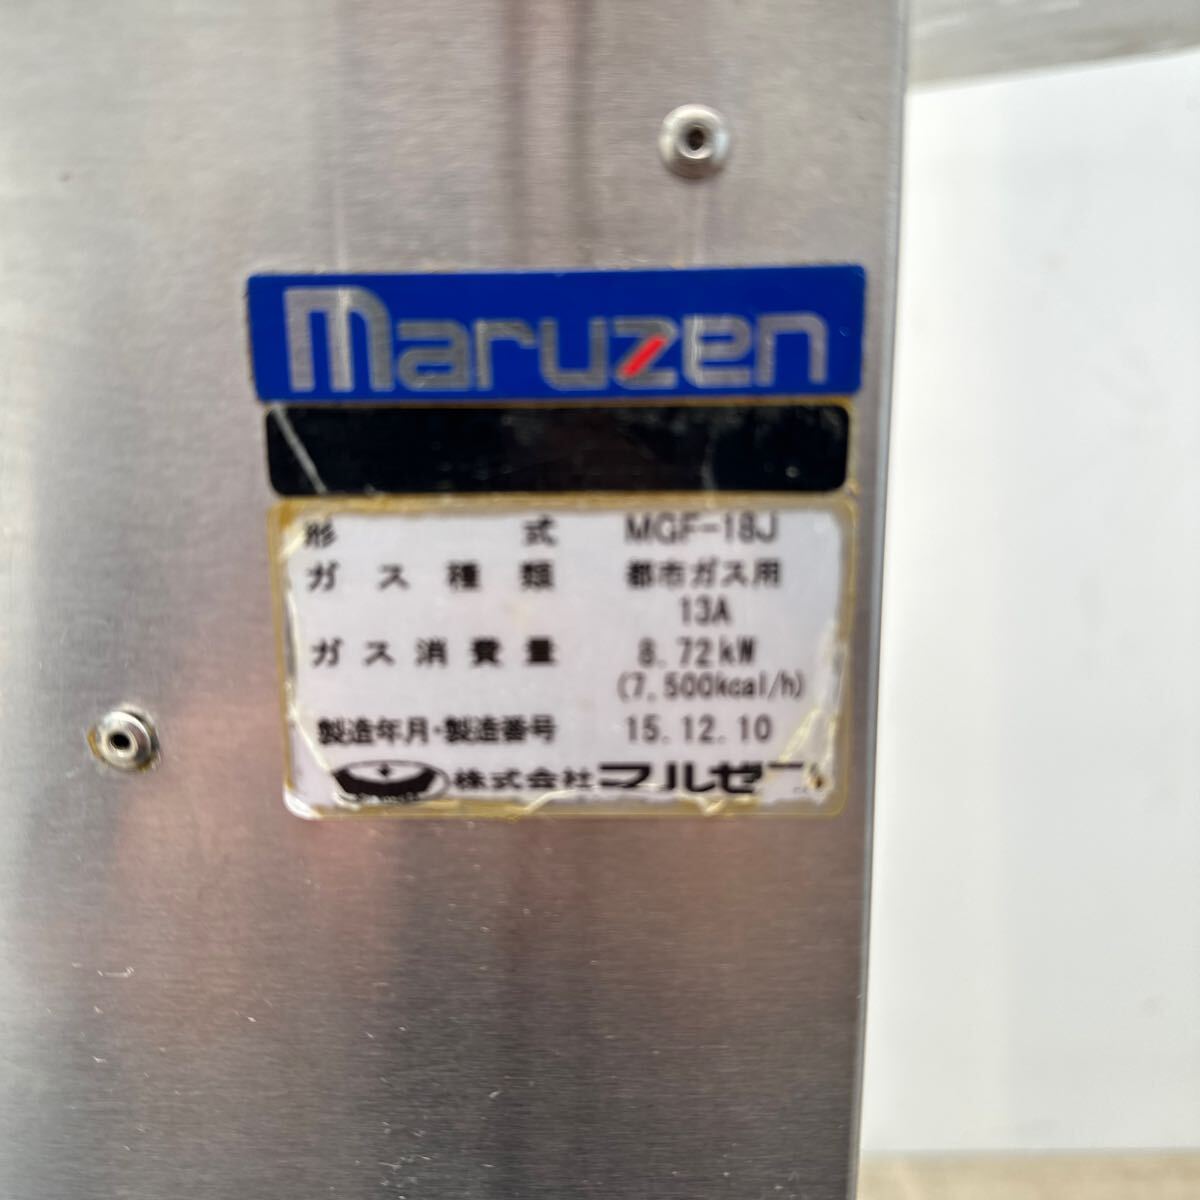 maruzen
形式 MGF-18J
ガス種類 都市ガス用
13A
ガス消費量 8.72kW
(7,500kcal/h)
製造年月・製造番号 15.12.10
株式会社マルゼン